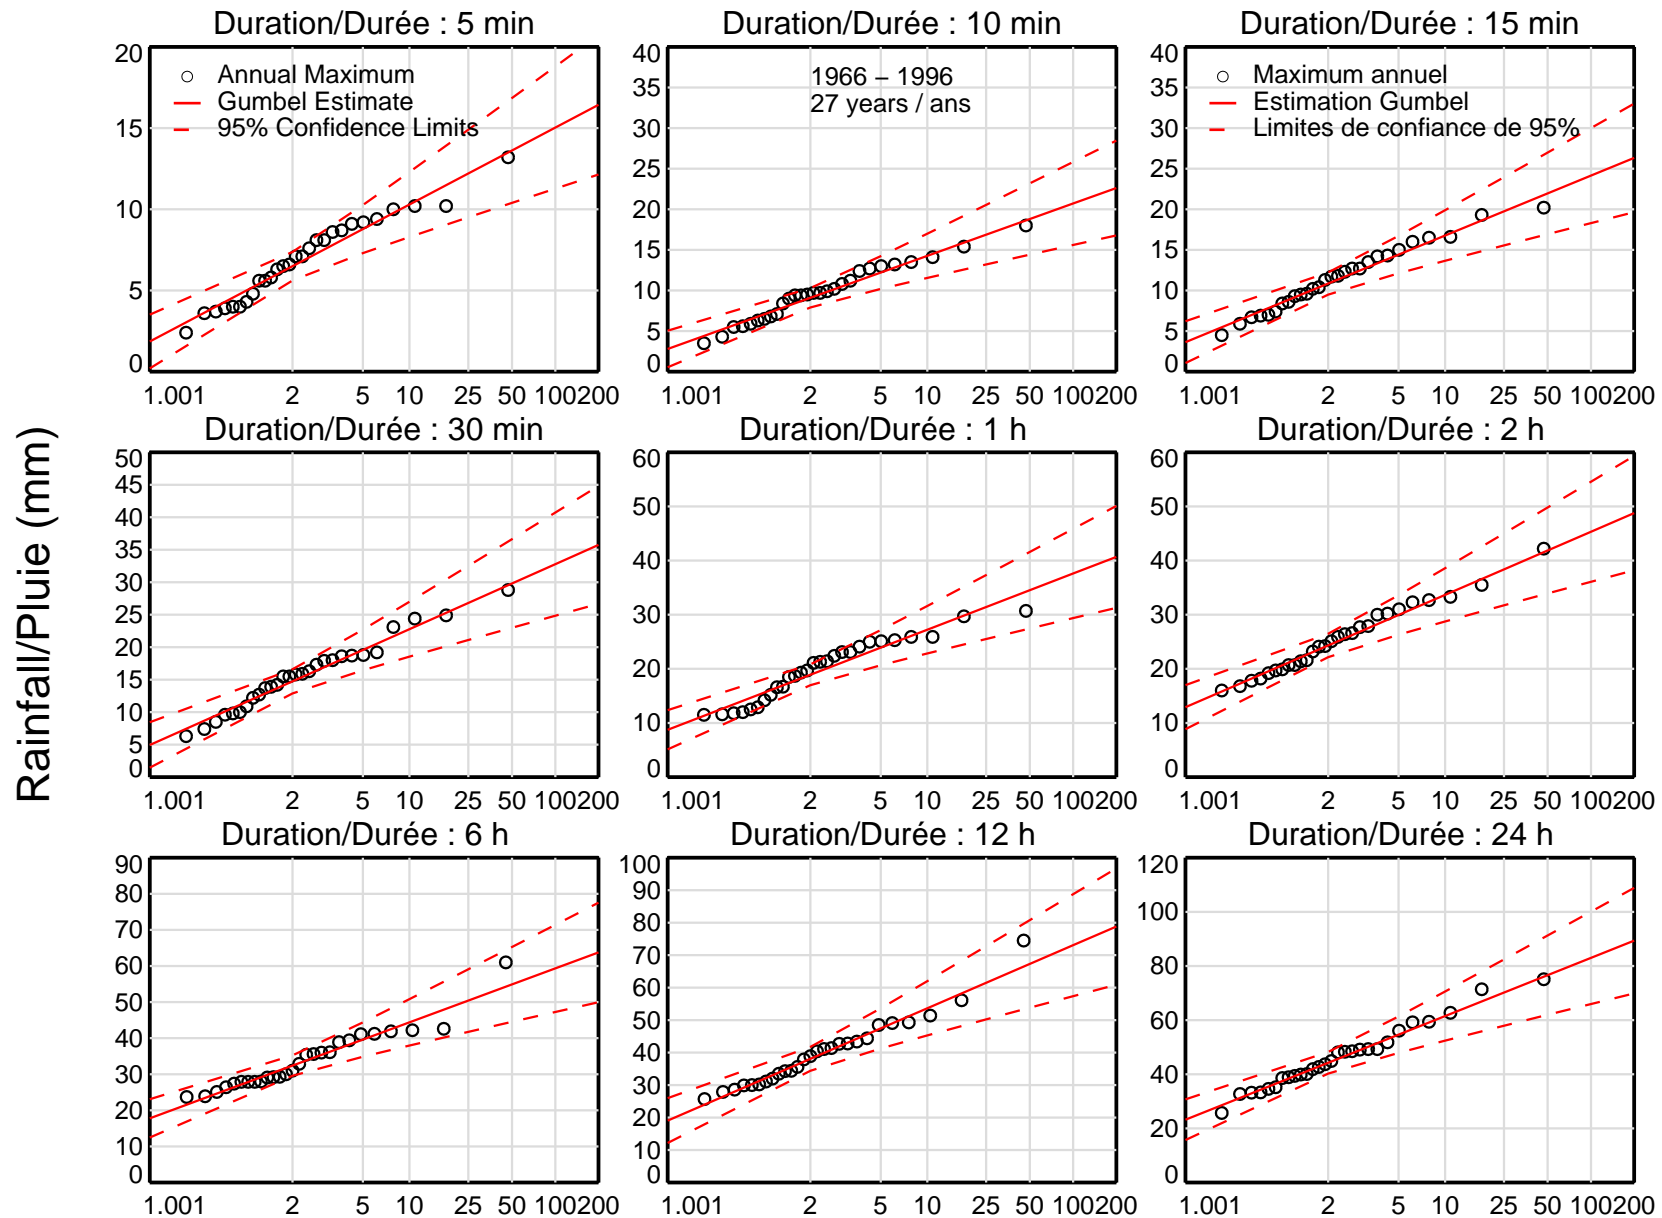 Duration/Durée : 5 min
Duration/Durée : 10 min
Duration/Durée : 15 min
20
15
10
5
0
Annual Maximum
Gumbel Estimate
95% Confidence Limits
1.001 2 5 10 25 50 100200
40
35
30
25
20
15
10
5
0
1966 – 1996
27 years / ans
1.001 2 5 10 25 50 100200
40
35
30
25
20
15
10
5
0
Maximum annuel
Estimation Gumbel
Limites de confiance de 95%
1.001 2 5 10 25 50 100200
Rainfall/Pluie (mm)
Duration/Durée : 30 min
Duration/Durée : 1 h
Duration/Durée : 2 h
50
45
40
35
30
25
20
15
10
5
0
1.001 2 5 10 25 50 100200
60
50
40
30
20
10
0
1.001 2 5 10 25 50 100200
60
50
40
30
20
10
0
1.001 2 5 10 25 50 100200
Duration/Durée : 6 h
Duration/Durée : 12 h
Duration/Durée : 24 h
90
80
70
60
50
40
30
20
10
0
1.001 2 5 10 25 50 100200
100
90
80
70
60
50
40
30
20
10
0
1.001 2 5 10 25 50 100200
120
100
80
60
40
20
0
1.001 2 5 10 25 50 100200